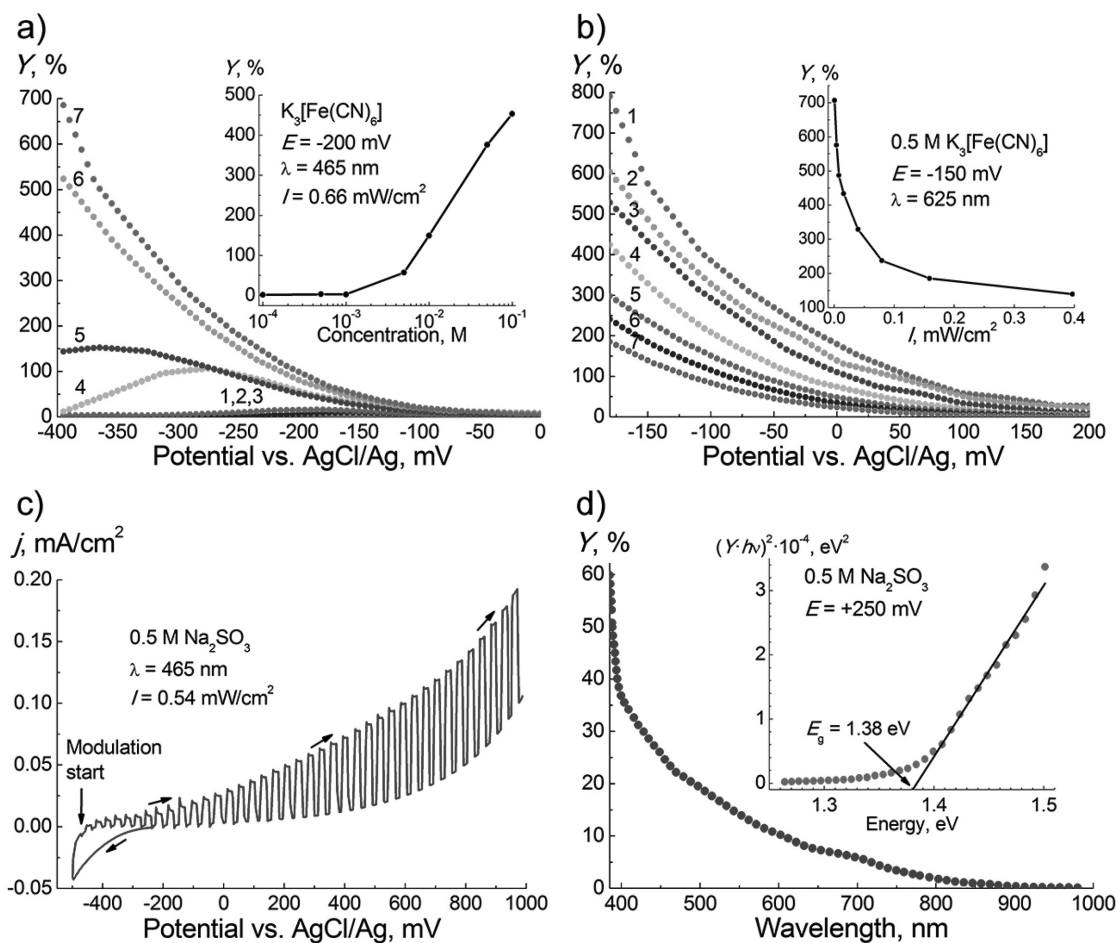 a)
Y, %
700
600
500
400
300
200
100
0
7
6
5
4
1,2,3
-400 -350 -300 -250 -200 -150 -100 -50 0
Potential vs. AgCl/Ag, mV
Y, %
500
400
300
200
100
0
K₃[Fe(CN)₆]
E = -200 mV
λ = 465 nm
I = 0.66 mW/cm²
10⁻⁴ 10⁻³ 10⁻² 10⁻¹
Concentration, M
b)
Y, %
800
700
600
500
400
300
200
100
0
1
2
3
4
5
6
7
-150 -100 -50 0 50 100 150 200
Potential vs. AgCl/Ag, mV
Y, %
700
600
500
400
300
200
100
0.5 M K₃[Fe(CN)₆]
E = -150 mV
λ = 625 nm
0.0 0.1 0.2 0.3 0.4
I, mW/cm²
c)
j, mA/cm²
0.20
0.15
0.10
0.05
0.00
-0.05
0.5 M Na₂SO₃
λ = 465 nm
I = 0.54 mW/cm²
Modulation
start
-400 -200 0 200 400 600 800 1000
Potential vs. AgCl/Ag, mV
d)
Y, %
60
50
40
30
20
10
0
400 500 600 700 800 900 1000
Wavelength, nm
(Y·hν)²·10⁻⁴, eV²
3
2
1
0
0.5 M Na₂SO₃
E = +250 mV
E_g = 1.38 eV
1.3 1.4 1.5
Energy, eV